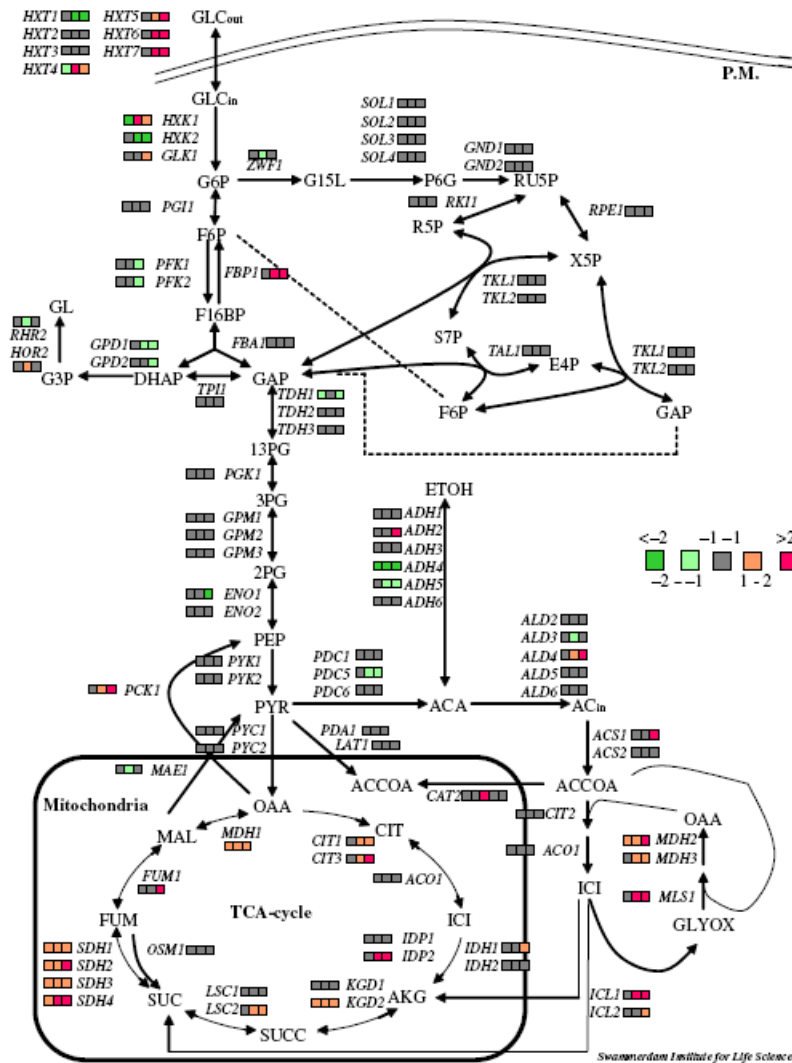 HXT1 HXT5 GLCout
HXT2 HXT6
HXT3 HXT7
HXT4
P.M.
GLCin
HXK1
HXK2
GLK1
ZWF1
SOL1
SOL2
SOL3
SOL4
GND1
GND2
G6P G15L P6G RU5P
PGI1
RKI1
RPE1
R5P
F6P
X5P
PFK1
PFK2
FBP1
TKL1
TKL2
GL
F16BP
RHR2
HOR2
GPD1
GPD2
FBA1
S7P
TAL1
E4P
TKL1
TKL2
G3P DHAP GAP
TPI1
F6P GAP
TDH1
TDH2
TDH3
13PG
PGK1
3PG
ETOH
GPM1
GPM2
GPM3
ADH1
ADH2
ADH3
ADH4
ADH5
ADH6
<-2 -1 -1 >2
-2 - -1 1 - 2
2PG
ENO1
ENO2
PEP
PYK1
PYK2
PCK1
PDC1
PDC5
PDC6
ALD2
ALD3
ALD4
ALD5
ALD6
PYR ACA ACin
PYC1
PYC2
PDA1
LAT1
ACS1
ACS2
MAE1
ACCOA CAT2 ACCOA
Mitochondria
OAA
CIT2
OAA
MAL
MDH1
CIT
CIT1
CIT3
ACO1
MDH2
MDH3
FUM1
ACO1
ICI
MLS1
FUM
TCA-cycle
ICI
GLYOX
SDH1
SDH2
SDH3
SDH4
OSM1
IDP1
IDP2
IDH1
IDH2
SUC
LSC1
LSC2
KGD1
KGD2
AKG
ICL1
ICL2
SUCC
Swammerdam Institute for Life Science